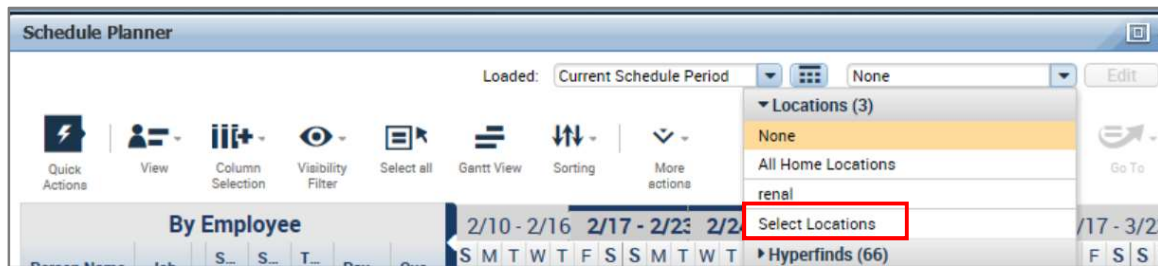 Schedule Planner
Loaded: Current Schedule Period None Edit
Locations (3)
None
All Home Locations
renal
Select Locations
Hyperfinds (66)
Quick Actions
View
Column Selection
Visibility Filter
Select all
Gantt View
Sorting
More actions
Go To
By Employee
2/10 - 2/16 2/17 - 2/23 2/2 /17 - 3/2
S M T W T F S S M T W T F S S
S... S... T...